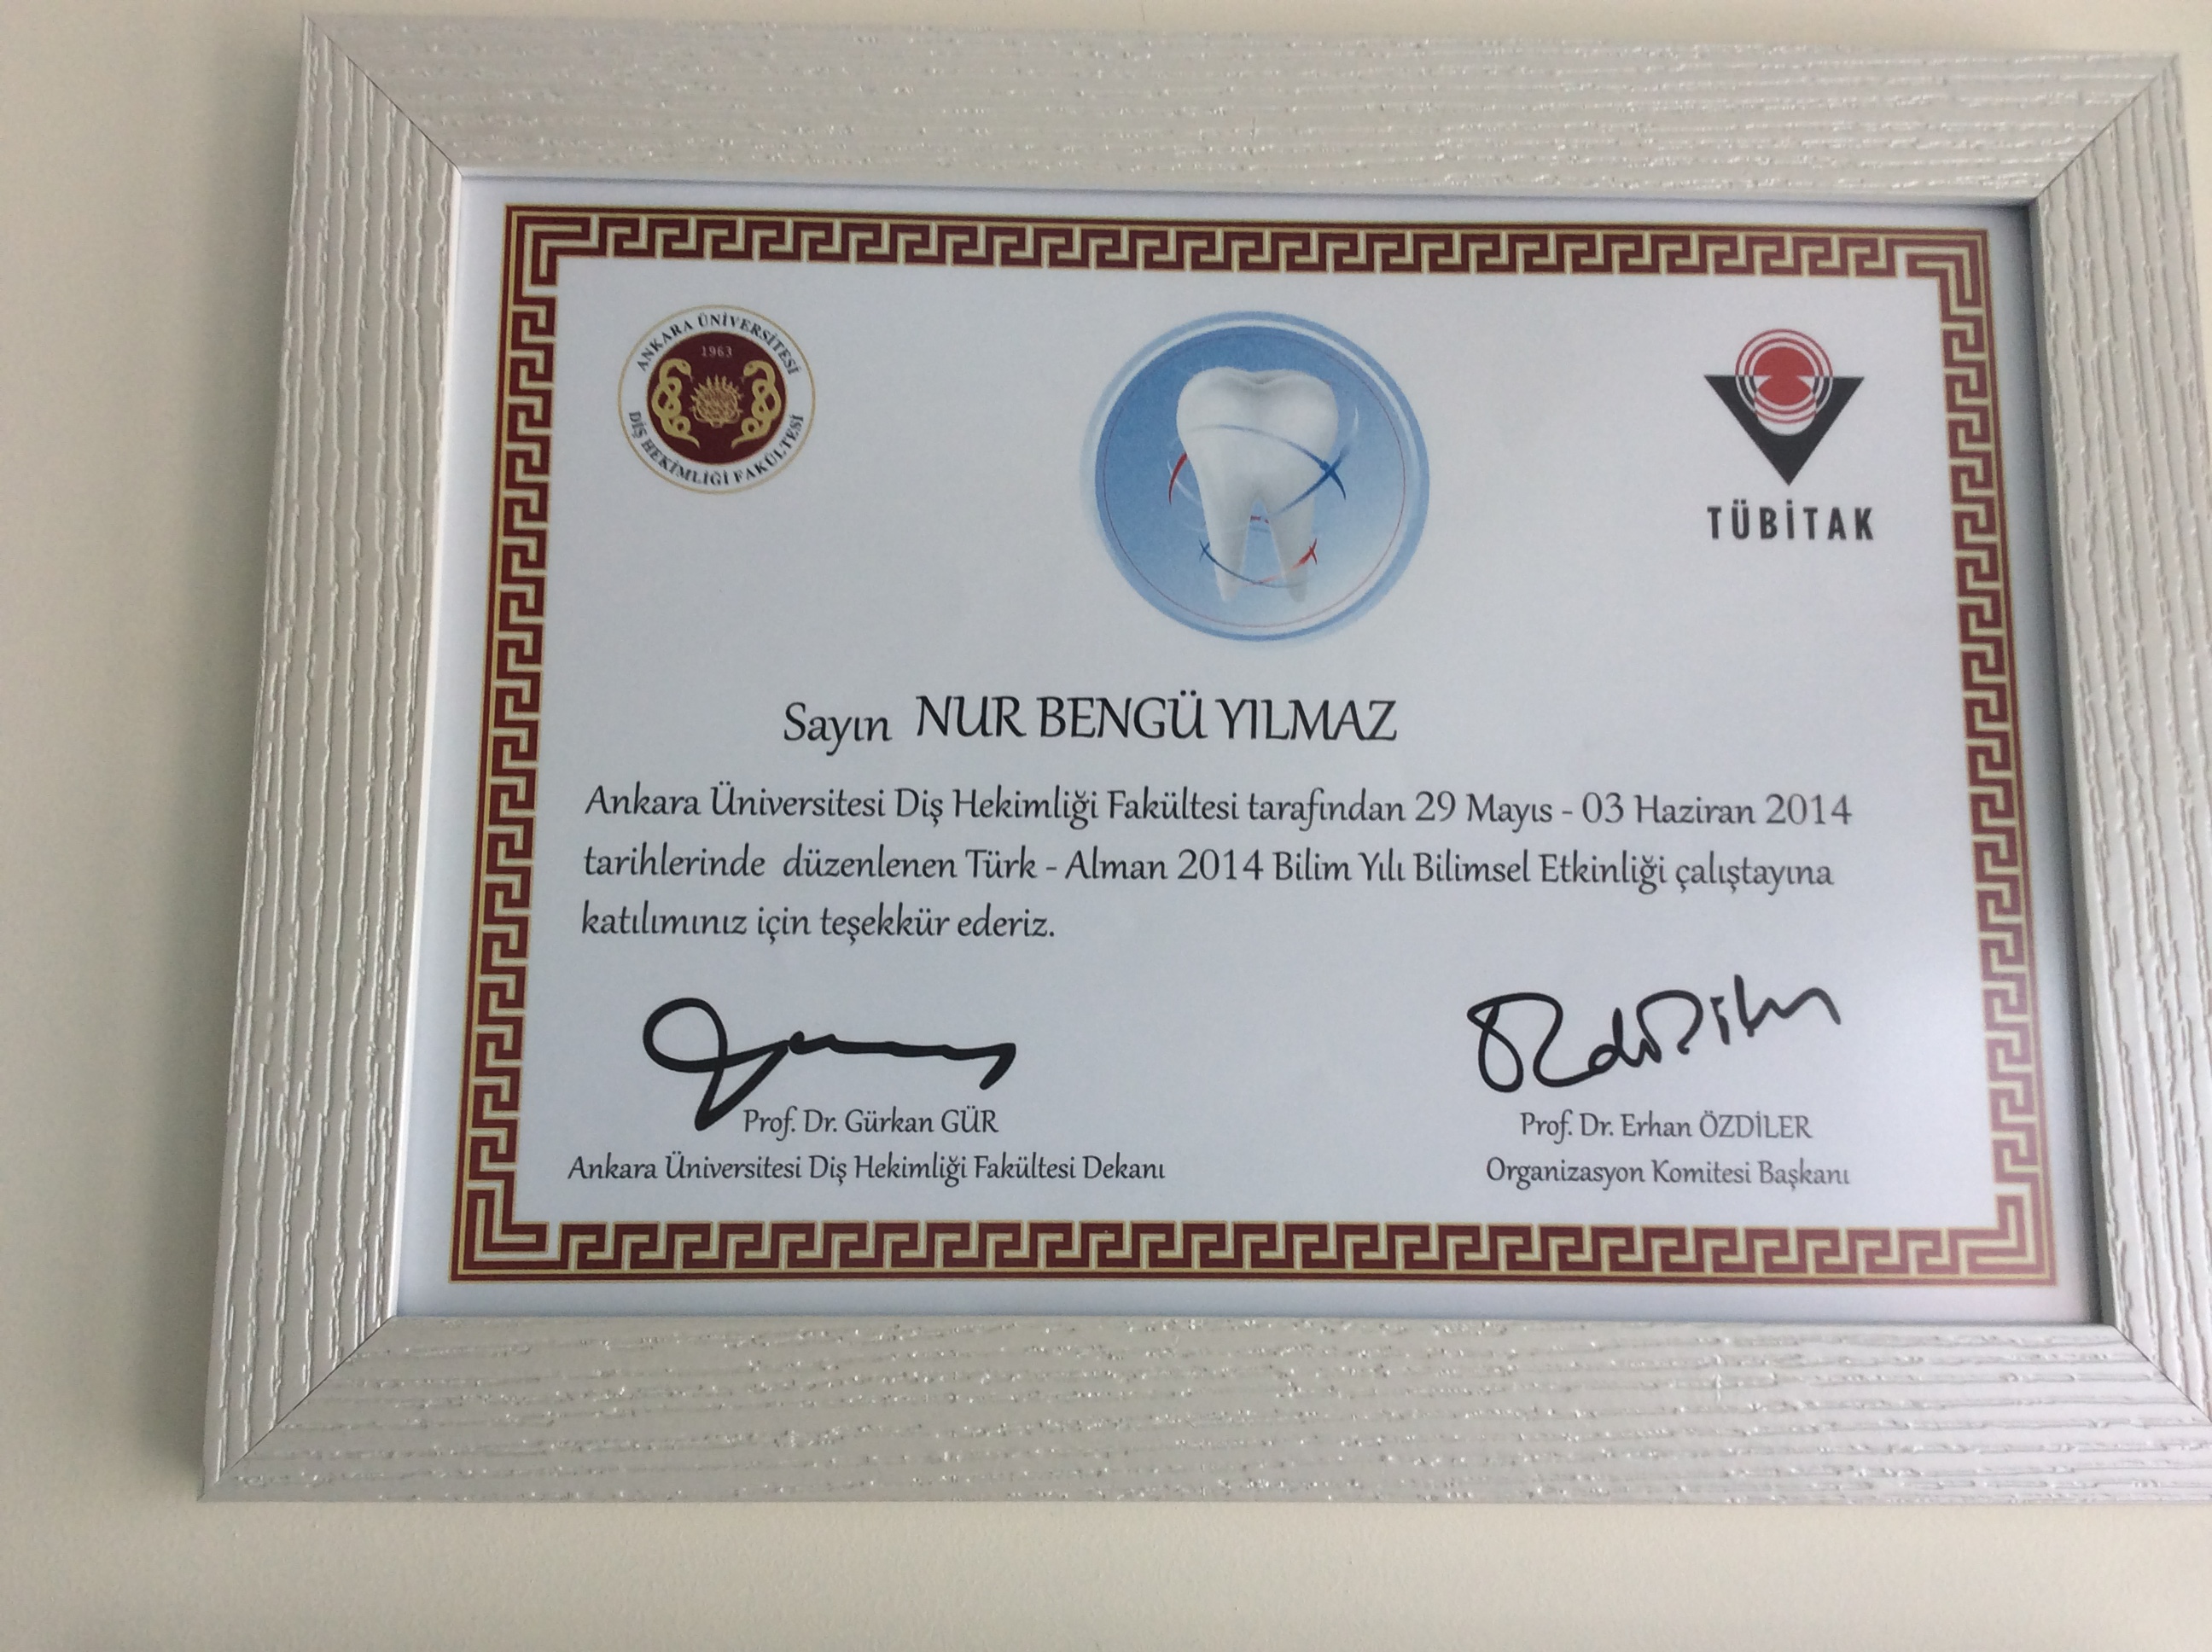 ANKARA ÜNİVERSİTESİ
1963
DİŞ HEKİMLİĞİ FAKÜLTESİ
TÜBİTAK
Sayın NUR BENGÜ YILMAZ
Ankara Üniversitesi Diş Hekimliği Fakültesi tarafından 29 Mayıs - 03 Haziran 2014
tarihlerinde düzenlenen Türk - Alman 2014 Bilim Yılı Bilimsel Etkinliği çalıştayına
katılımınız için teşekkür ederiz.
Prof. Dr. Gürkan GÜR
Ankara Üniversitesi Diş Hekimliği Fakültesi Dekanı
Prof. Dr. Erhan ÖZDİLER
Organizasyon Komitesi Başkanı